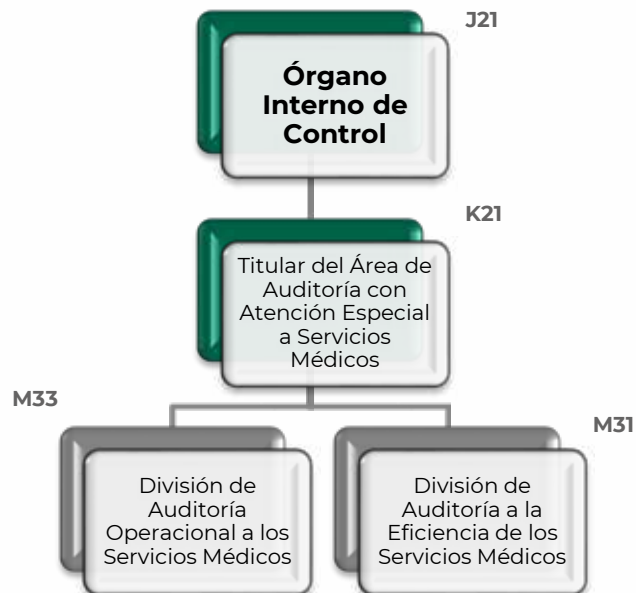 J21
Órgano
Interno de
Control
K21
Titular del Área de
Auditoría con
Atención Especial
a Servicios
Médicos
M33
M31
División de
Auditoría
Operacional a los
Servicios Médicos
División de
Auditoría a la
Eficiencia de los
Servicios Médicos